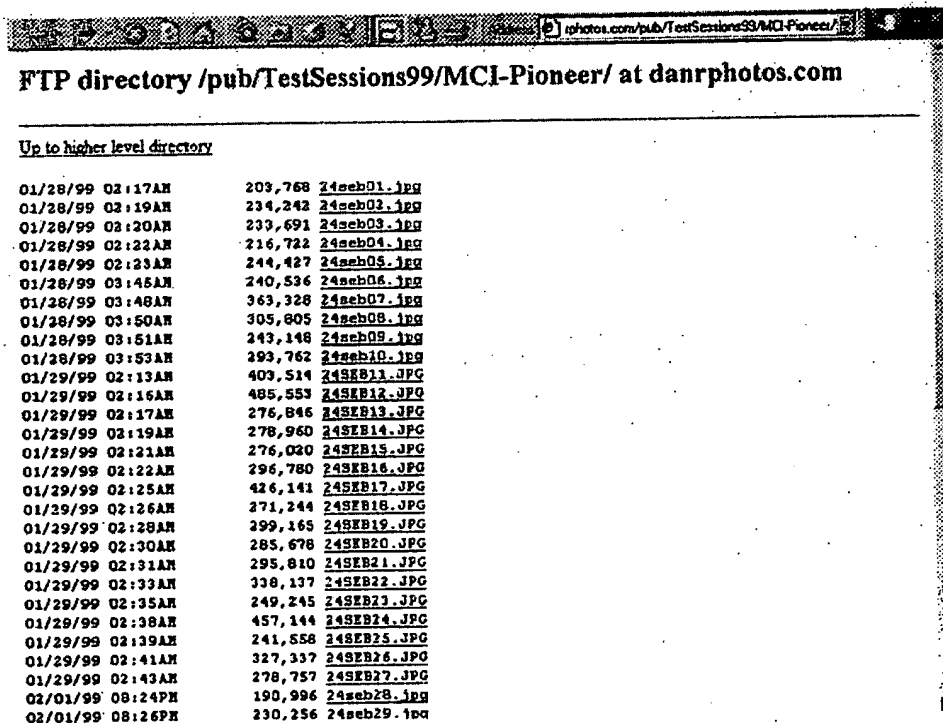 rphotos.com/pub/TestSessions99/MCI-Pioneer/
FTP directory /pub/TestSessions99/MCI-Pioneer/ at danrphotos.com
Up to higher level directory
01/28/99 02:17AM 203,768 24seb01.jpg
01/28/99 02:19AM 234,242 24seb02.jpg
01/28/99 02:20AM 233,691 24seb03.jpg
01/28/99 02:22AM 216,722 24seb04.jpg
01/28/99 02:23AM 244,427 24seb05.jpg
01/28/99 03:45AM 240,536 24seb06.jpg
01/28/99 03:48AM 363,328 24seb07.jpg
01/28/99 03:50AM 305,805 24seb08.jpg
01/28/99 03:51AM 243,148 24seb09.jpg
01/28/99 03:53AM 293,762 24seb10.jpg
01/29/99 02:13AM 403,514 24SEB11.JPG
01/29/99 02:16AM 485,553 24SEB12.JPG
01/29/99 02:17AM 276,846 24SEB13.JPG
01/29/99 02:19AM 278,960 24SEB14.JPG
01/29/99 02:21AM 276,020 24SEB15.JPG
01/29/99 02:22AM 296,780 24SEB16.JPG
01/29/99 02:25AM 426,141 24SEB17.JPG
01/29/99 02:26AM 271,244 24SEB18.JPG
01/29/99 02:28AM 299,165 24SEB19.JPG
01/29/99 02:30AM 285,678 24SEB20.JPG
01/29/99 02:31AM 295,810 24SEB21.JPG
01/29/99 02:33AM 338,137 24SEB22.JPG
01/29/99 02:35AM 249,245 24SEB23.JPG
01/29/99 02:38AM 457,144 24SEB24.JPG
01/29/99 02:39AM 241,558 24SEB25.JPG
01/29/99 02:41AM 327,337 24SEB26.JPG
01/29/99 02:43AM 278,757 24SEB27.JPG
02/01/99 08:24PM 190,996 24seb28.jpg
02/01/99 08:26PM 230,256 24seb29.jpg